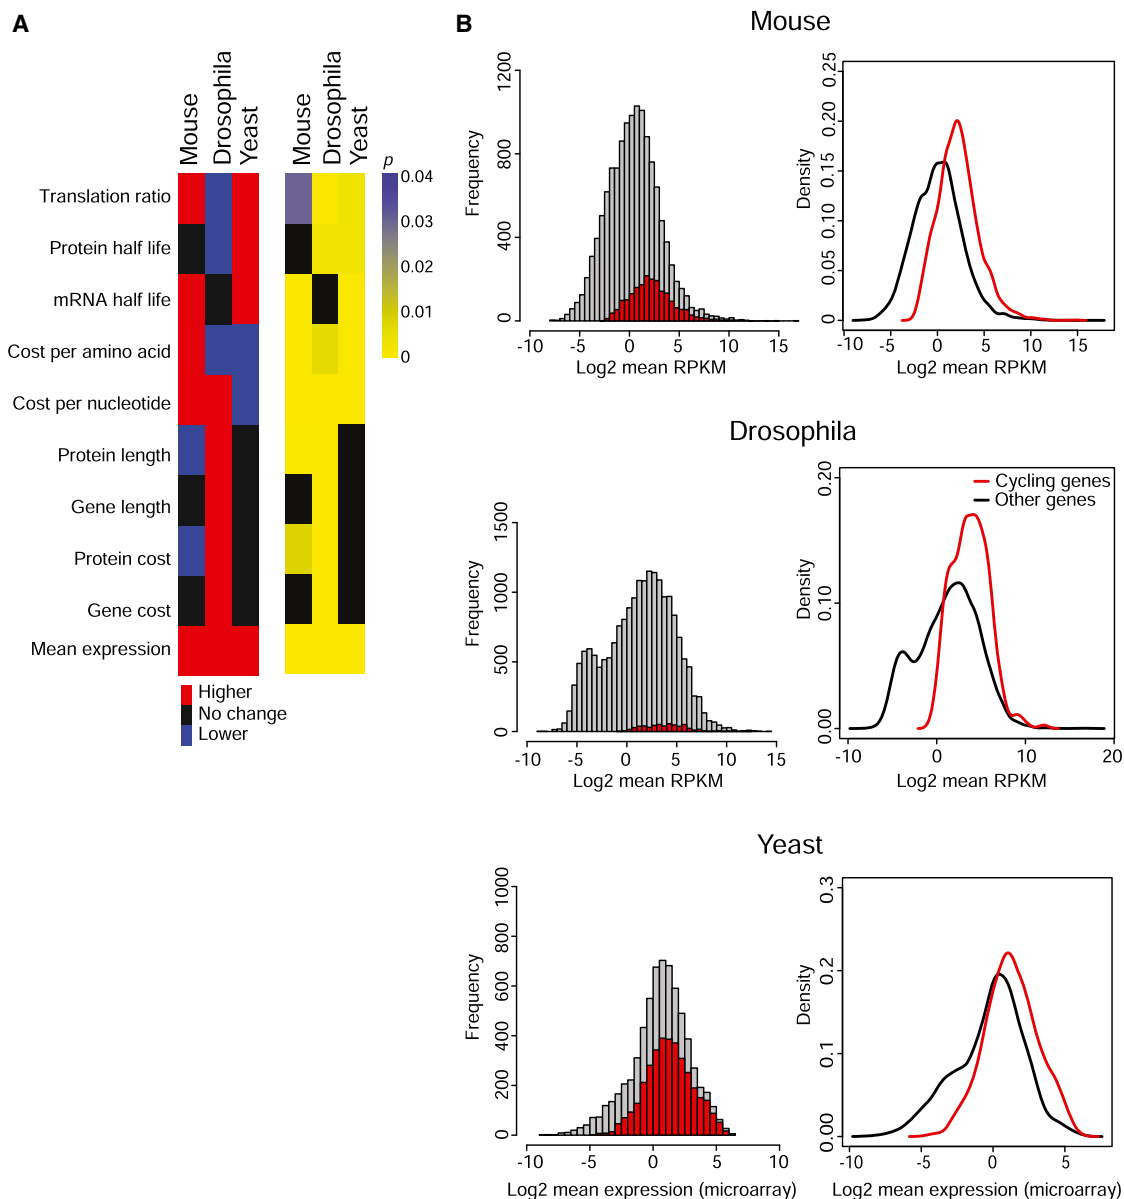 A
Mouse
Drosophila
Yeast
Mouse
Drosophila
Yeast
p
0.04
0.03
0.02
0.01
0
Translation ratio
Protein half life
mRNA half life
Cost per amino acid
Cost per nucleotide
Protein length
Gene length
Protein cost
Gene cost
Mean expression
Higher
No change
Lower
B
Mouse
Frequency
0 400 800 1200
-10 -5 0 5 10 15
Log2 mean RPKM
Density
0 0.05 0.10 0.15 0.20 0.25
-10 -5 0 5 10 15
Log2 mean RPKM
Drosophila
Frequency
0 500 1000 1500
-10 -5 0 5 10 15
Log2 mean RPKM
Cycling genes
Other genes
Density
0.00 0.10 0.20
-10 0 10 20
Log2 mean RPKM
Yeast
Frequency
0 200 400 600 800 1000
-10 -5 0 5 10
Log2 mean expression (microarray)
Density
0.00 0.1 0.2 0.3
-10 -5 0 5
Log2 mean expression (microarray)